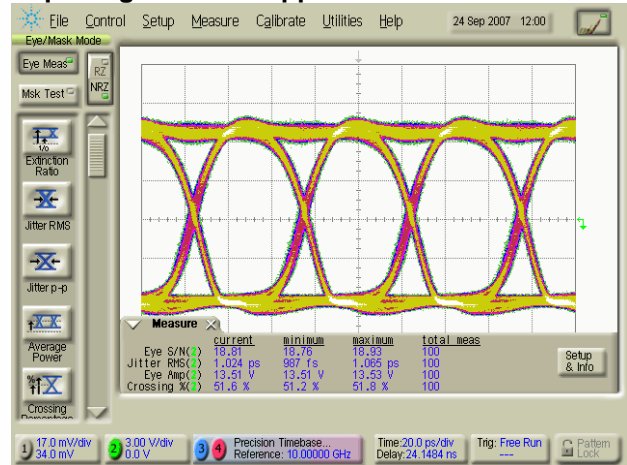 File Control Setup Measure Calibrate Utilities Help 24 Sep 2007 12:00
Eye/Mask Mode
Eye Meas
RZ
NRZ
Msk Test
1/0
Extinction
Ratio
Jitter RMS
Jitter p-p
Average
Power
%
Crossing
Measure
current minimum maximum total meas
Eye S/N(2) 18.81 18.76 18.93 100
Jitter RMS(2) 1.024 ps 987 fs 1.065 ps 100
Eye Amp(2) 13.51 V 13.51 V 13.53 V 100
Crossing %(2) 51.6 % 51.2 % 51.8 % 100
Setup
& Info
1 17.0 mV/div
34.0 mV
2 3.00 V/div
0.0 V
3 4 Precision Timebase...
Reference: 10.00000 GHz
Time:20.0 ps/div
Delay:24.1484 ns
Trig: Free Run
---
Pattern
Lock